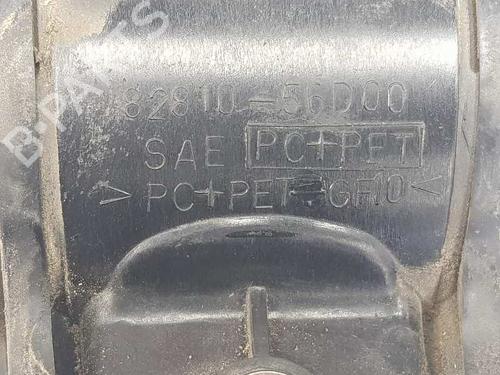 B-PARTS
82810-56D00
SAE PC+PET
>PC+PET-GF10<